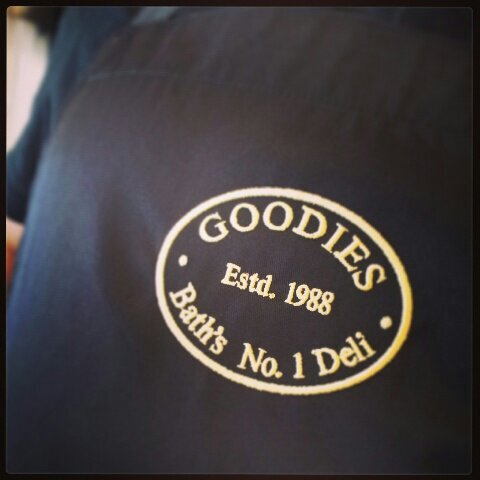 GOODIES
Estd. 1988
Bath's No. 1 Deli